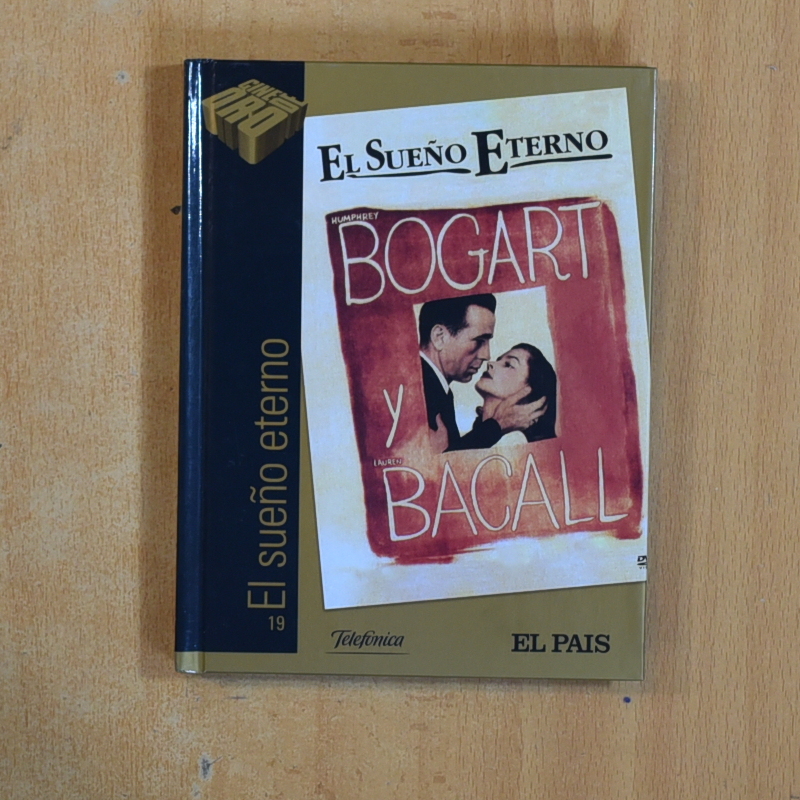 CINE DE
ORO
EL SUEÑO ETERNO
HUMPHREY
BOGART
y
LAUREN
BACALL
El sueño eterno
19
Telefónica
EL PAIS